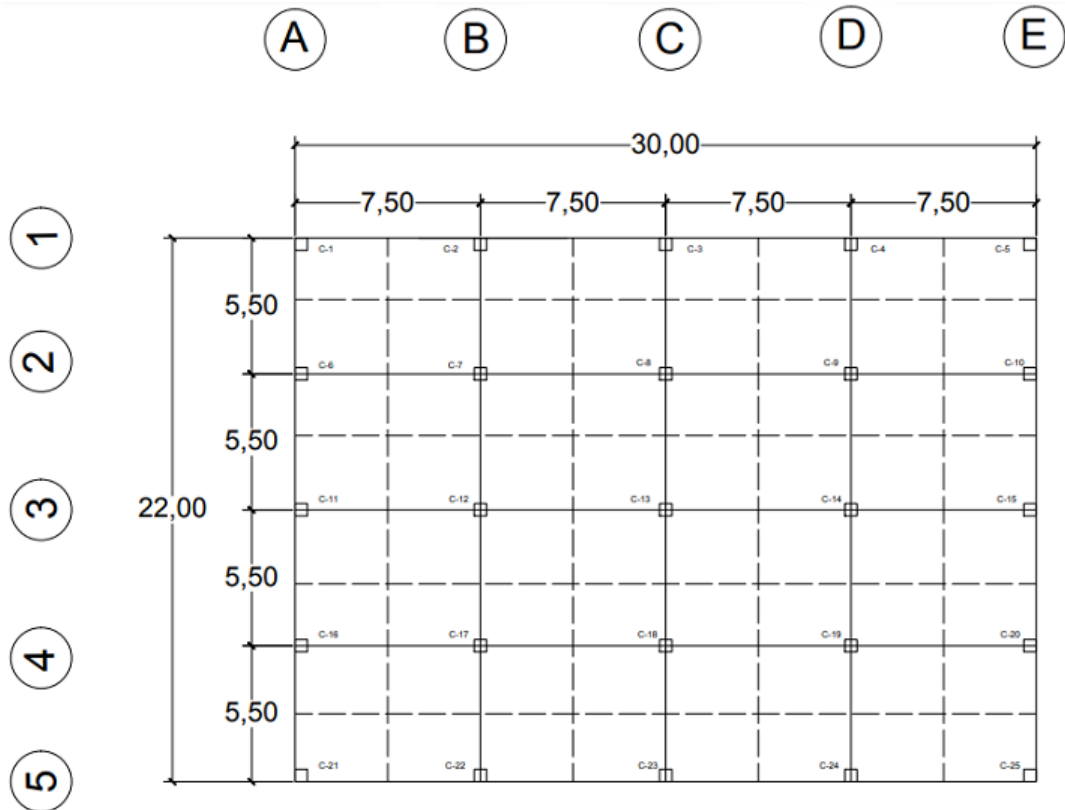 A B C D E
30,00
7,50 7,50 7,50 7,50
1
C-1 C-2 C-3 C-4 C-5
5,50
2
C-6 C-7 C-8 C-9 C-10
5,50
3
C-11 C-12 C-13 C-14 C-15
22,00
5,50
4
C-16 C-17 C-18 C-19 C-20
5,50
5
C-21 C-22 C-23 C-24 C-25